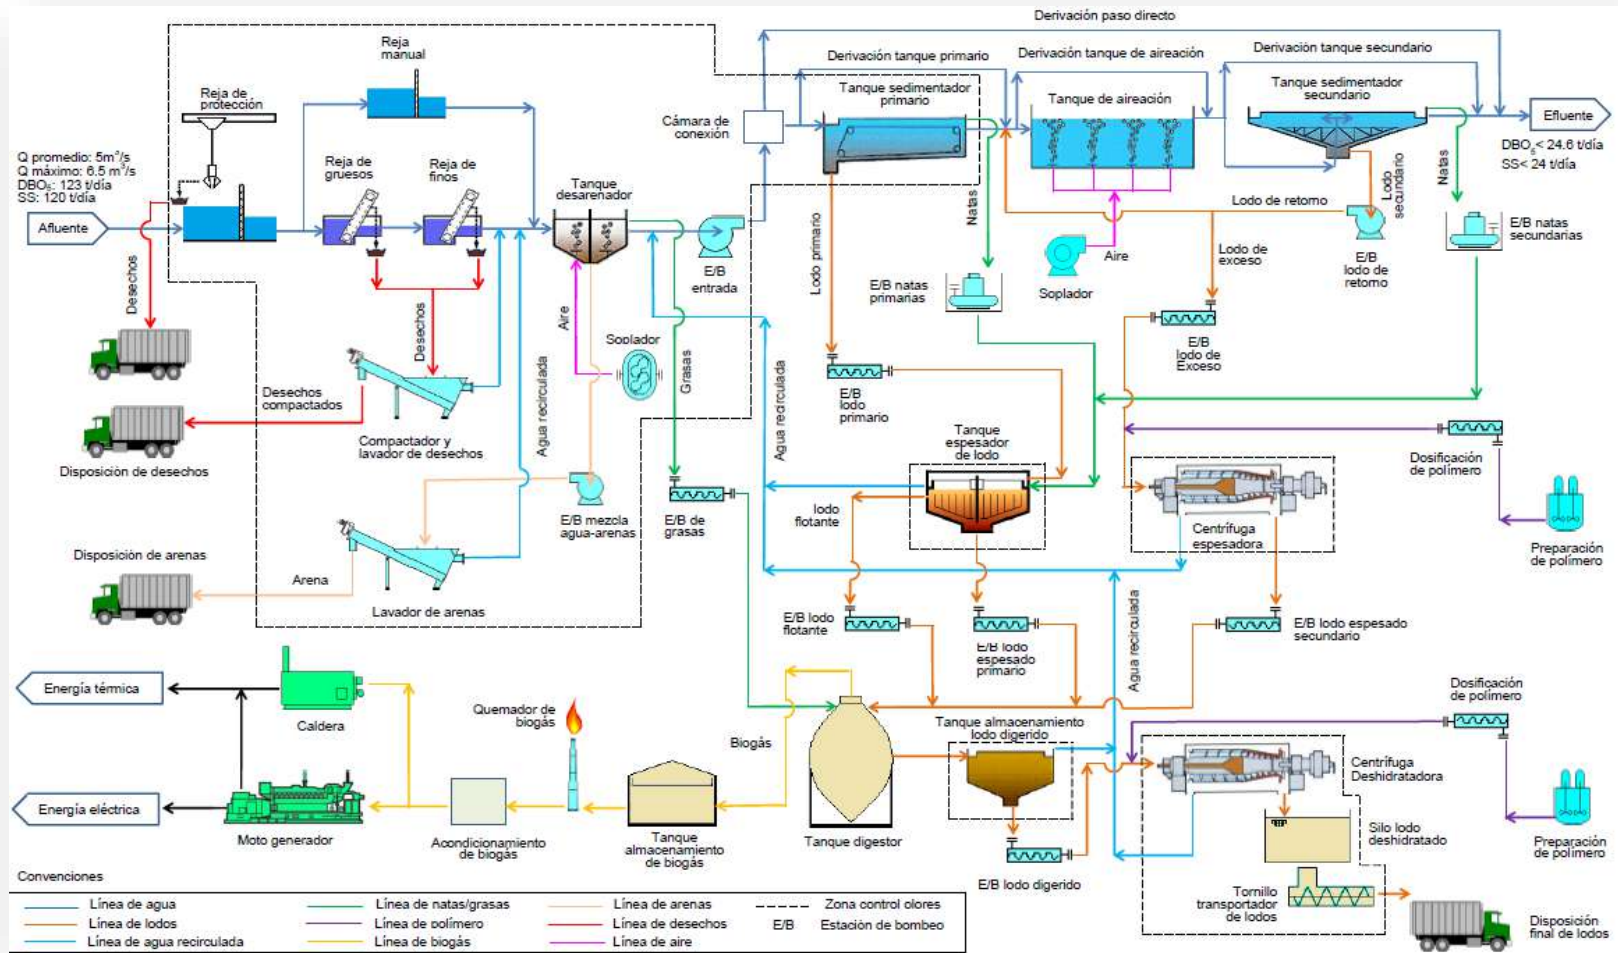 Derivación paso directo
Reja
manual
Derivación tanque primario
Derivación tanque de aireación
Derivación tanque secundario
Reja de
protección
Tanque sedimentador
primario
Tanque de aireación
Tanque sedimentador
secundario
Cámara de
conexión
Efluente
DBO₅< 24.6 t/día
SS< 24 t/día
Q promedio: 5m³/s
Q máximo: 6.5 m³/s
DBO₅: 123 t/día
SS: 120 t/día
Afluente
Reja de
gruesos
Reja de
finos
Tanque
desarenador
E/B
entrada
Lodo primario
Natas
Lodo de retorno
Lodo
secundario
Natas
E/B natas
secundarias
Desechos
Desechos
Aire
Soplador
Grasas
Agua recirculada
E/B natas
primarias
Soplador
Aire
Lodo de
exceso
E/B
lodo de
retorno
E/B
lodo de
Exceso
Agua recirculada
E/B
lodo
primario
Desechos
compactados
Compactador y
lavador de desechos
Disposición de desechos
Tanque
espesador
de lodo
Dosificación
de polímero
lodo
flotante
E/B mezcla
agua-arenas
E/B de
grasas
Centrífuga
espesadora
Preparación
de polímero
Disposición de arenas
Arena
Lavador de arenas
E/B lodo
flotante
E/B lodo
espesado
primario
Agua recirculada
E/B lodo espesado
secundario
Energía térmica
Caldera
Quemador de
biogás
Biogás
Tanque almacenamiento
lodo digerido
Dosificación
de polímero
Centrífuga
Deshidratadora
Energía eléctrica
Moto generador
Acondicionamiento
de biogás
Tanque
almacenamiento
de biogás
Tanque digestor
E/B lodo digerido
Silo lodo
deshidratado
Preparación
de polímero
Tornillo
transportador
de lodos
Disposición
final de lodos
Convenciones
Línea de agua
Línea de natas/grasas
Línea de arenas
Zona control olores
Línea de lodos
Línea de polímero
Línea de desechos
E/B
Estación de bombeo
Línea de agua recirculada
Línea de biogás
Línea de aire